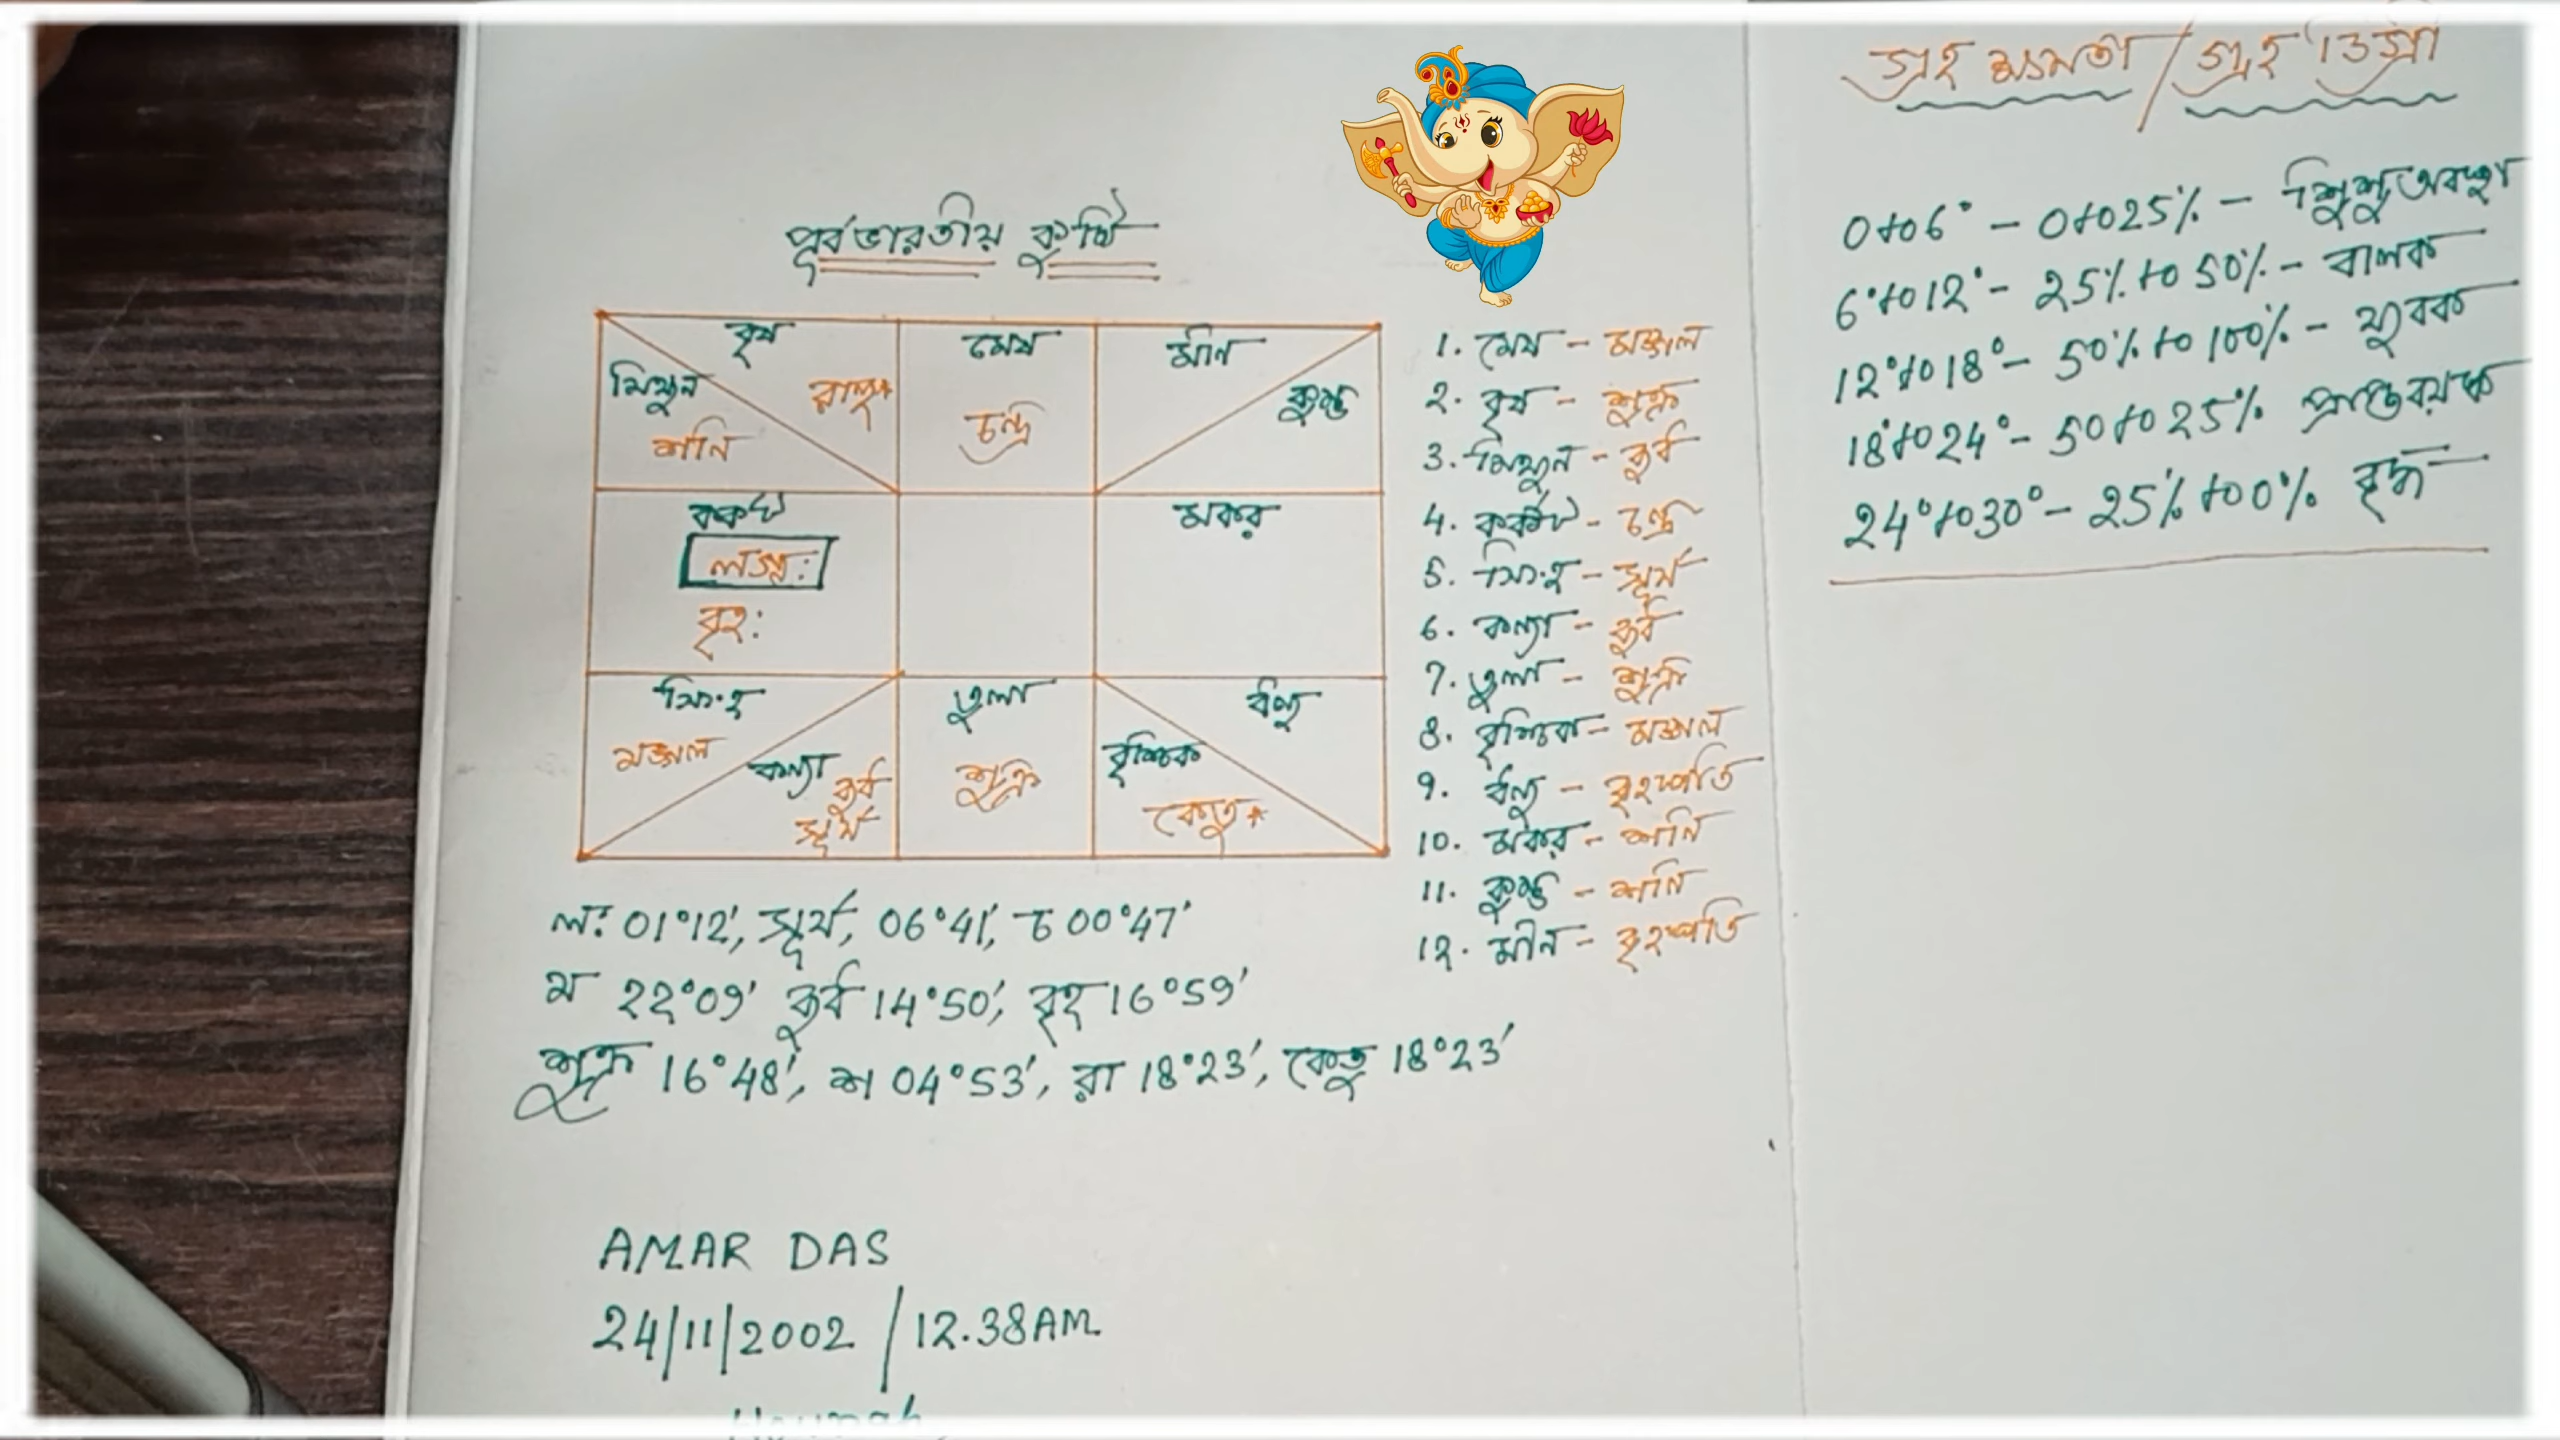 পূর্বভারতীয় কুষ্ঠি
বৃষ
মিথুন
রাহু*
শনি
মেষ
চন্দ্র
মীন
কুম্ভ
কর্কট
লগ্ন:
বৃহ:
মকর
সিংহ
মঙ্গল
কন্যা
বুধ
সূর্য
তুলা
শুক্র
ধনু
বৃশ্চিক
কেতু*
ল: 01°12', সূর্য, 06°41', চ 00°47'
ম 22°09' বুধ 14°50', বৃহ 16°59'
শুক্র 16°48', শ 04°53', রা 18°23', কেতু 18°23'
AMAR DAS
24/11/2002 / 12.38AM
1. মেষ - মঙ্গল
2. বৃষ - শুক্র
3. মিথুন - বুধ
4. কর্কট - চন্দ্র
5. সিংহ - সূর্য
6. কন্যা - বুধ
7. তুলা - শুক্র
8. বৃশ্চিক - মঙ্গল
9. ধনু - বৃহস্পতি
10. মকর - শনি
11. কুম্ভ - শনি
12. মীন - বৃহস্পতি
গ্রহ ক্ষমতা / গ্রহ ডিগ্রী
0 to 6° - 0 to 25% - শিশু অবস্থা
6° to 12° - 25% to 50% - বালক
12° to 18° - 50% to 100% - যুবক
18° to 24° - 50 to 25% প্রাপ্তবয়স্ক
24° to 30° - 25% to 0% বৃদ্ধ